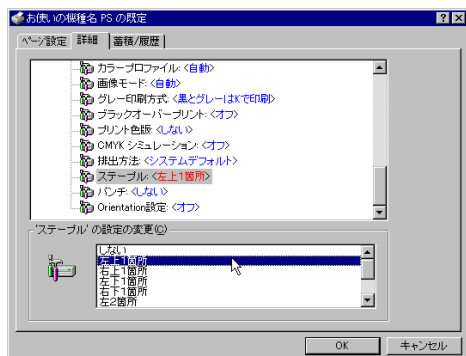 お使いの機種名 PS の既定
ページ設定 詳細 蓄積/履歴
カラープロファイル: <自動>
画像モード: <自動>
グレー印刷方式: <黒とグレーはKで印刷>
ブラックオーバープリント: <オフ>
プリント色版: <しない>
CMYK シミュレーション: <オフ>
排出方法: <システムデフォルト>
ステープル: <左上1箇所>
パンチ: <しない>
Orientation設定: <オフ>
'ステープル' の設定の変更(C)
しない
左上1箇所
右上1箇所
左下1箇所
右下1箇所
左2箇所
OK キャンセル